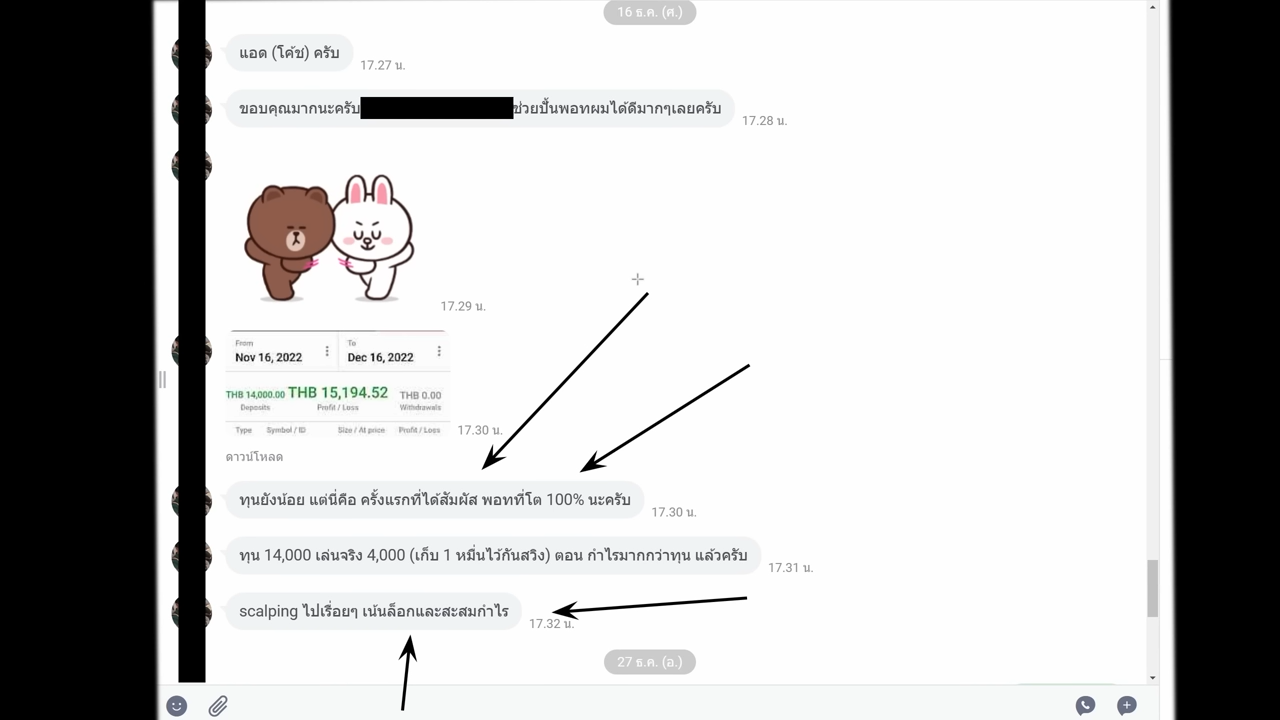 16 ธ.ค. (ศ.)
แอด (โค้ช) ครับ
17.27 น.
ขอบคุณมากนะครับ ช่วยปั้นพอทผมได้ดีมากๆเลยครับ
17.28 น.
17.29 น.
From To
Nov 16, 2022 Dec 16, 2022
THB 14,000.00 THB 15,194.52 THB 0.00
Deposits Profit / Loss Withdrawals
Type Symbol / ID Size / At price Profit / Loss
17.30 น.
ดาวน์โหลด
ทุนยังน้อย แต่นี่คือ ครั้งแรกที่ได้สัมผัส พอทที่โต 100% นะครับ
17.30 น.
ทุน 14,000 เล่นจริง 4,000 (เก็บ 1 หมื่นไว้กันสวิง) ตอน กำไรมากกว่าทุน แล้วครับ
17.31 น.
scalping ไปเรื่อยๆ เน้นล็อกและสะสมกำไร
17.32 น.
27 ธ.ค. (อ.)